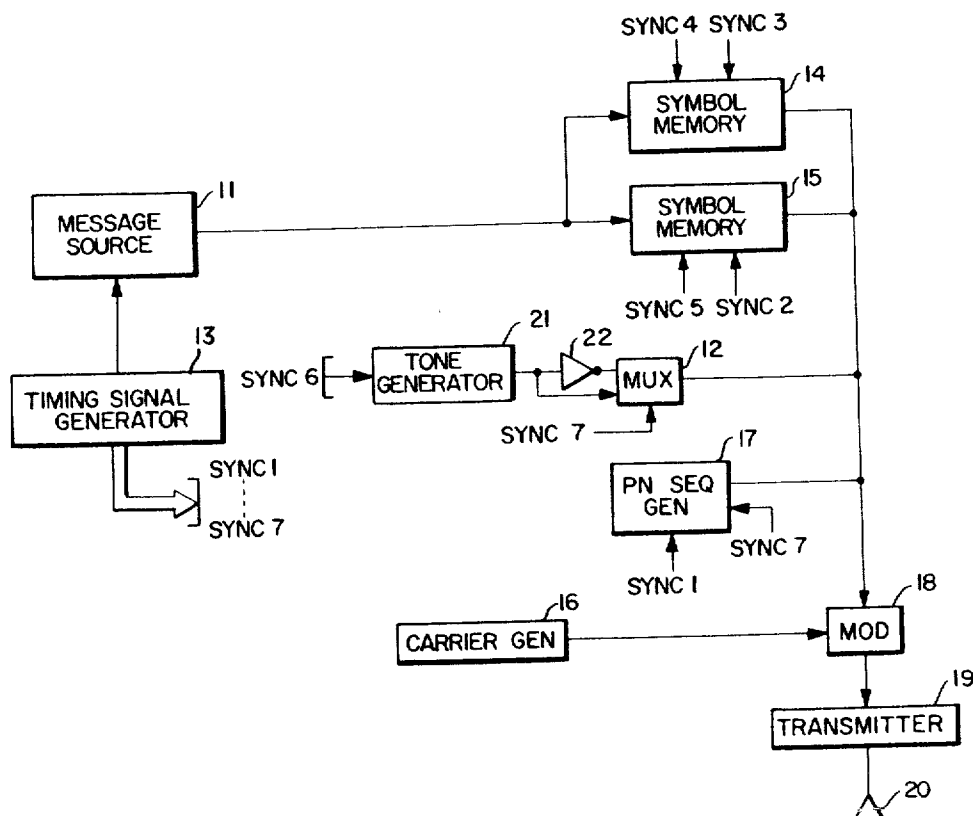 SYNC 4 SYNC 3
14
SYMBOL
MEMORY
15
SYMBOL
MEMORY
SYNC 5 SYNC 2
11
MESSAGE
SOURCE
13
TIMING SIGNAL
GENERATOR
SYNC 1
SYNC 7
SYNC 6
21
TONE
GENERATOR
22
12
MUX
SYNC 7
17
PN SEQ
GEN
SYNC 7
SYNC 1
16
CARRIER GEN
18
MOD
19
TRANSMITTER
20